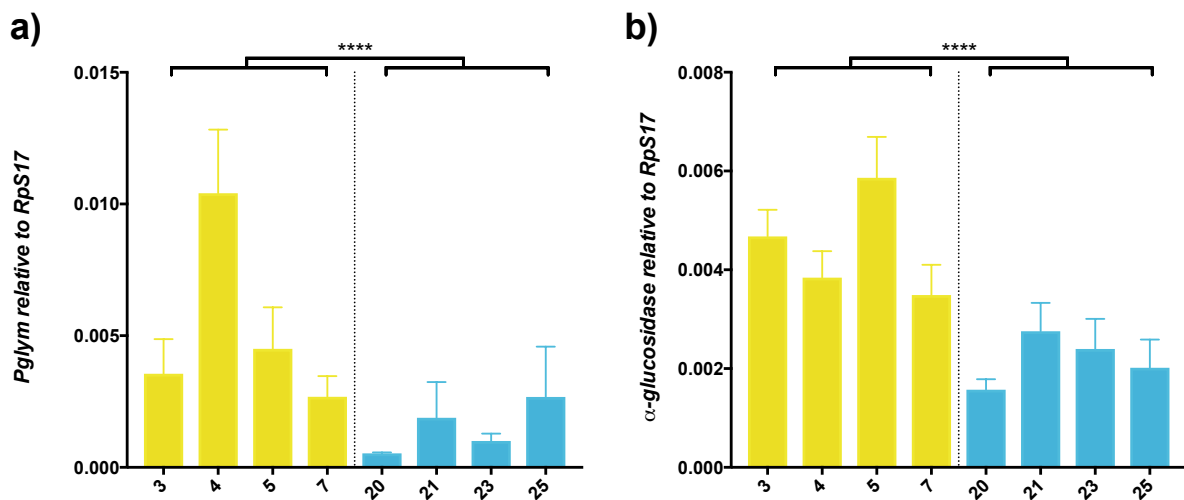 a)
****
Pglym relative to RpS17
0.015
0.010
0.005
0.000
3 4 5 7 20 21 23 25
b)
****
α-glucosidase relative to RpS17
0.008
0.006
0.004
0.002
0.000
3 4 5 7 20 21 23 25